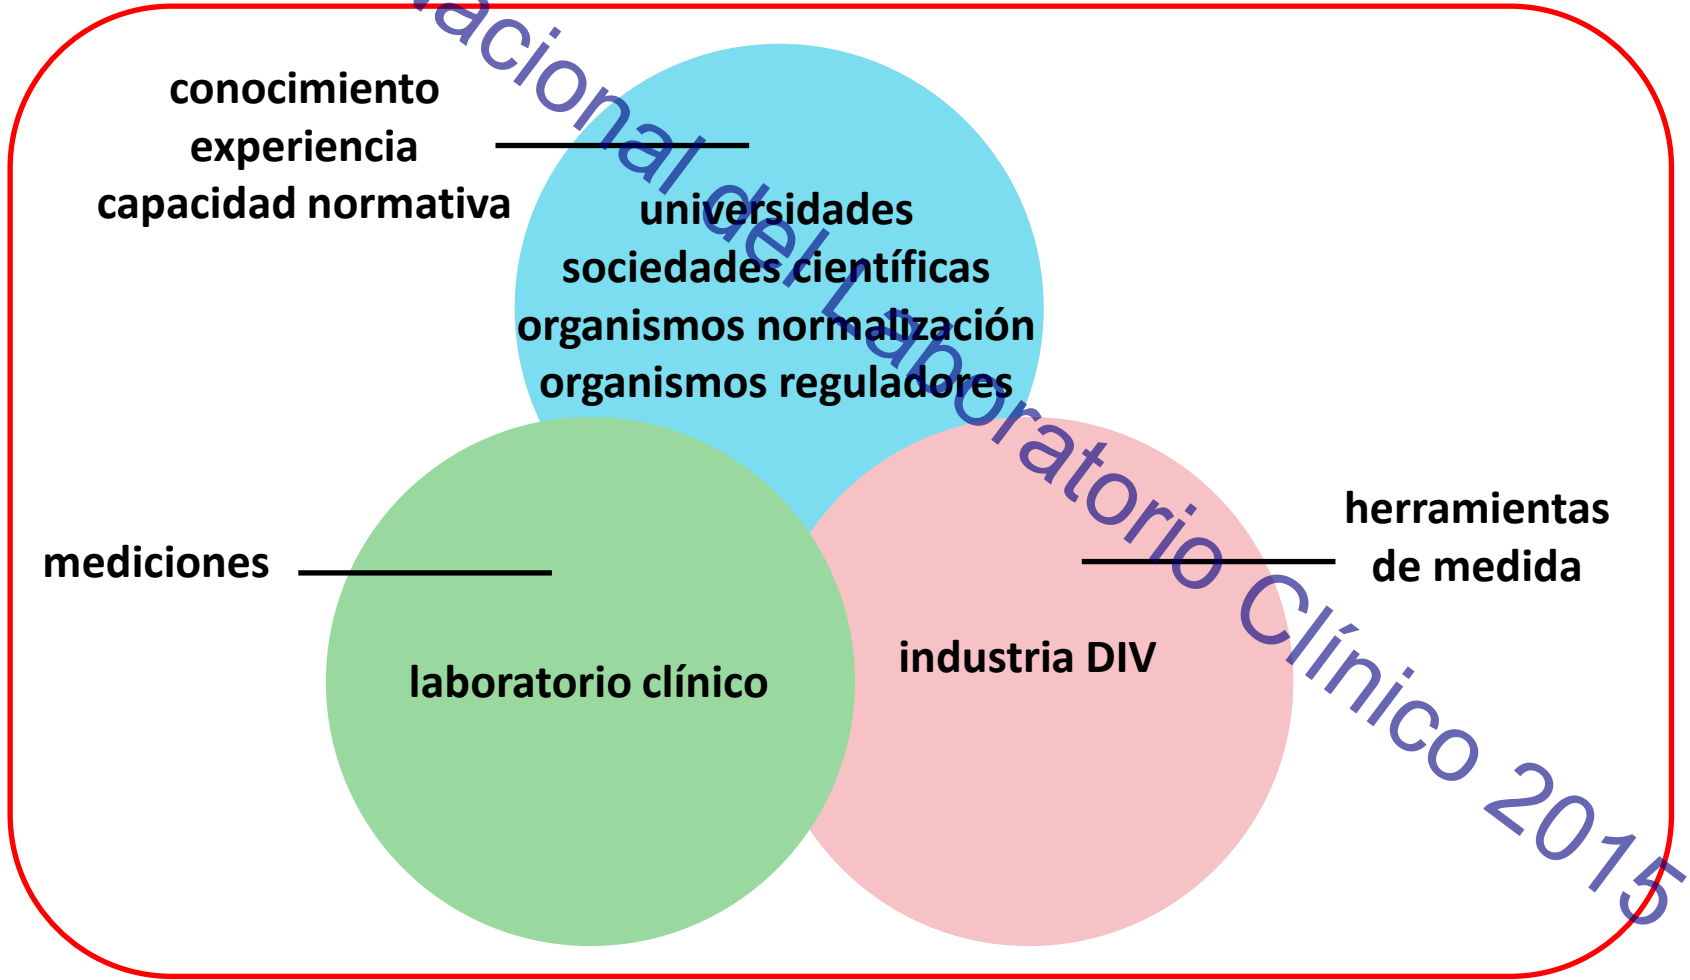 conocimiento
experiencia
capacidad normativa
universidades
sociedades científicas
organismos normalización
organismos reguladores
mediciones
herramientas
de medida
laboratorio clínico
industria DIV
del Laboratorio Clínico 2015